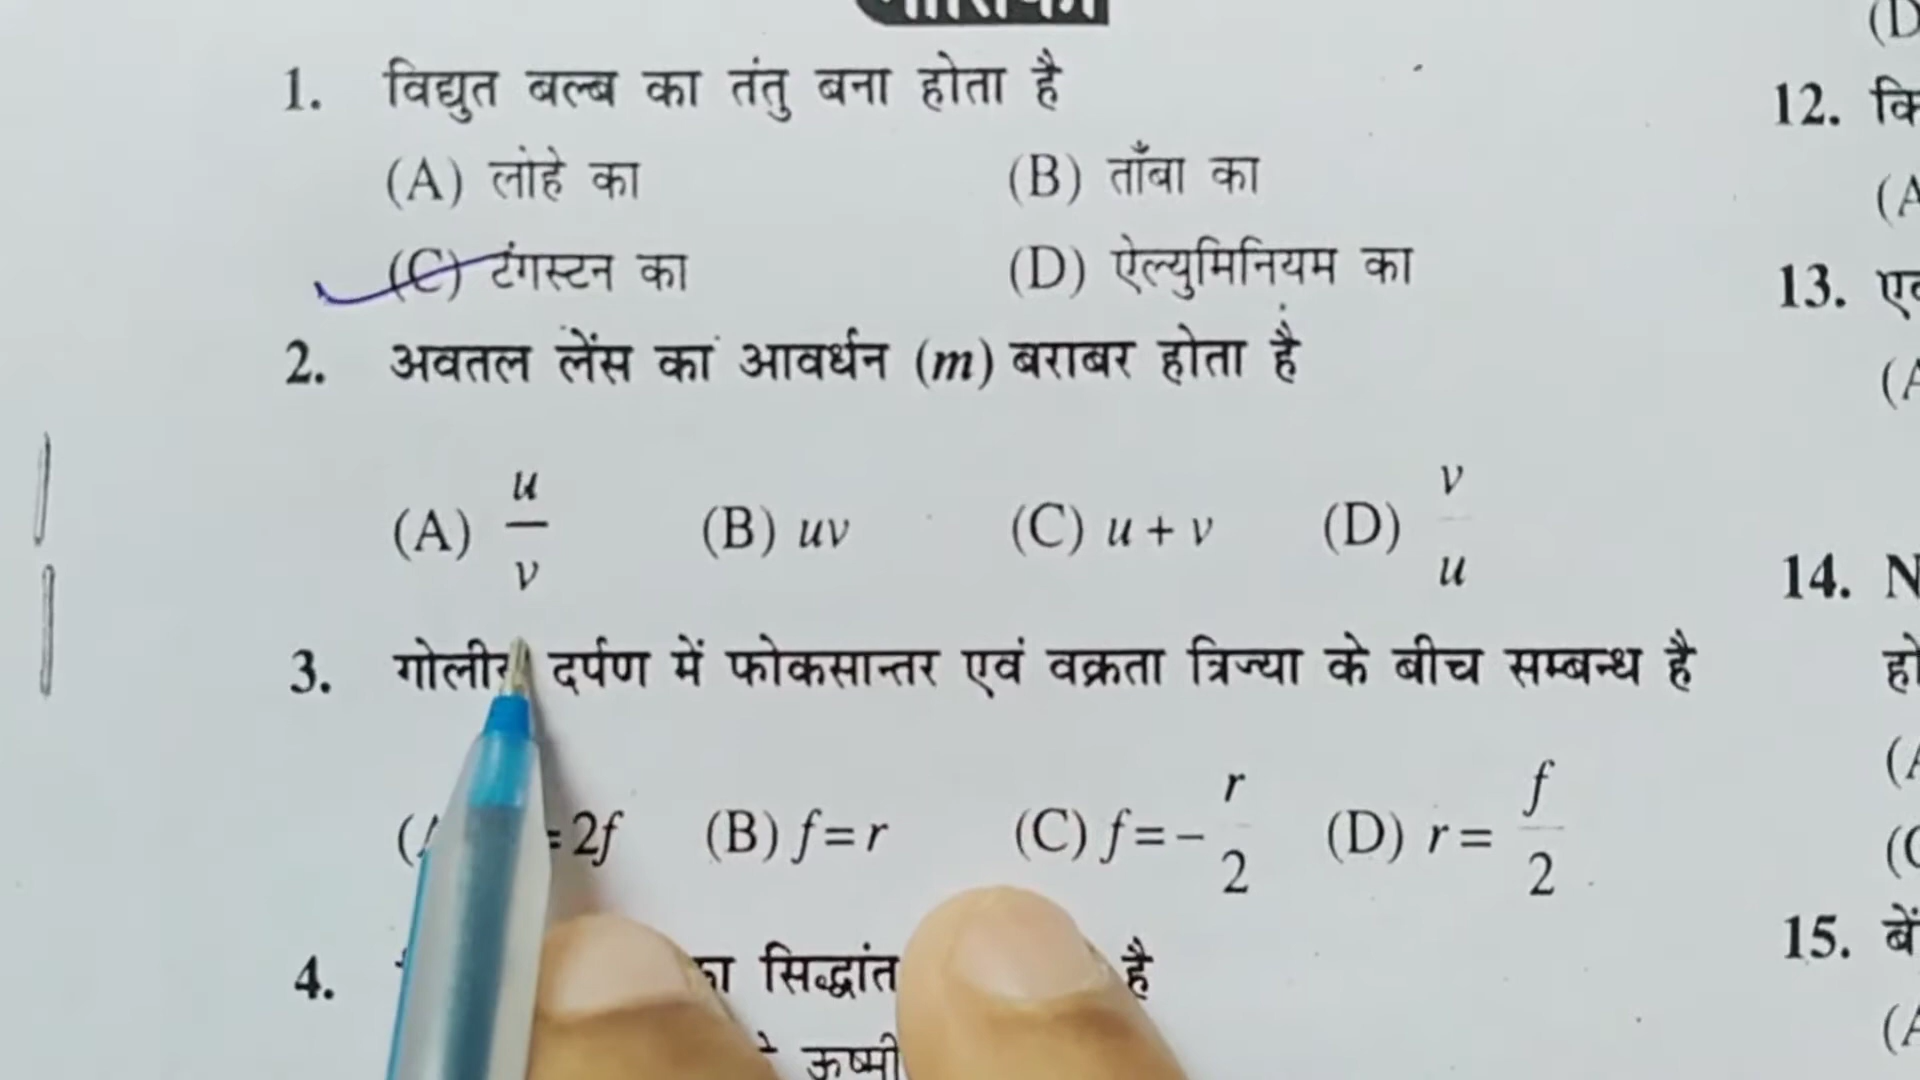 1. विद्युत बल्ब का तंतु बना होता है
(A) लोहे का (B) ताँबा का
(C) टंगस्टन का (D) ऐल्युमिनियम का
2. अवतल लेंस का आवर्धन (m) बराबर होता है
(A) u/v (B) uv (C) u + v (D) v/u
3. दर्पण में फोकसान्तर एवं वक्रता त्रिज्या के बीच सम्बन्ध है
= 2f (B) f = r (C) f = - r/2 (D) r = f/2
4. का सिद्धांत है
(D
12.
(A
13.
(A
14. N
(A
(C
15.
(A